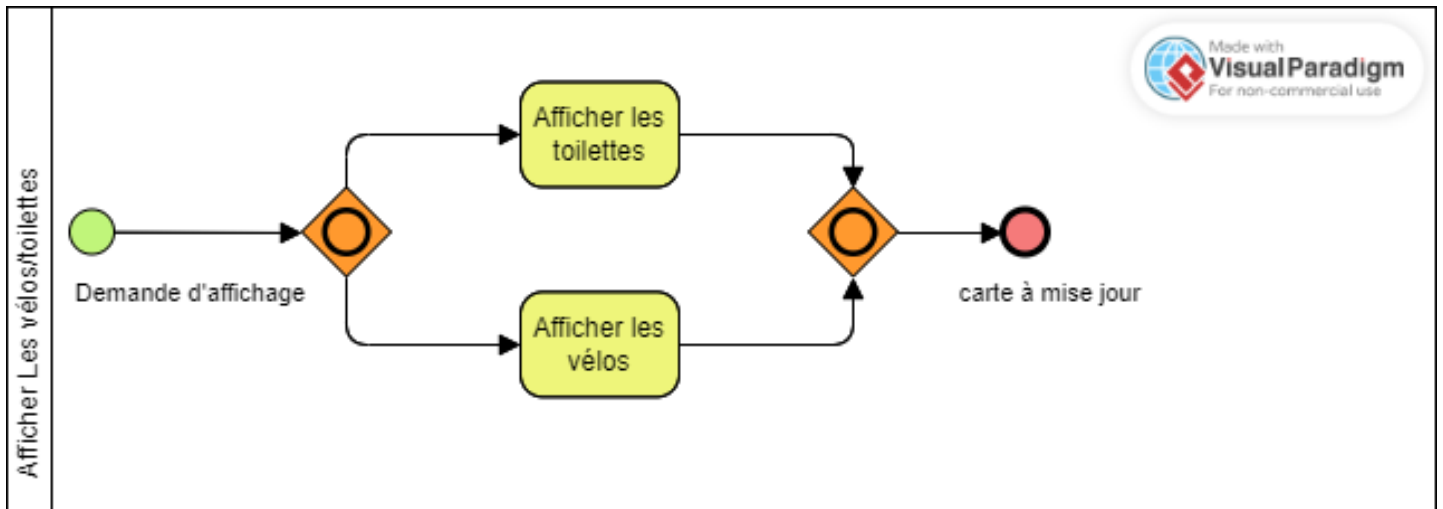 Afficher Les vélos/toilettes
Made with
Visual Paradigm
For non-commercial use
Afficher les
toilettes
Demande d'affichage
carte à mise jour
Afficher les
vélos